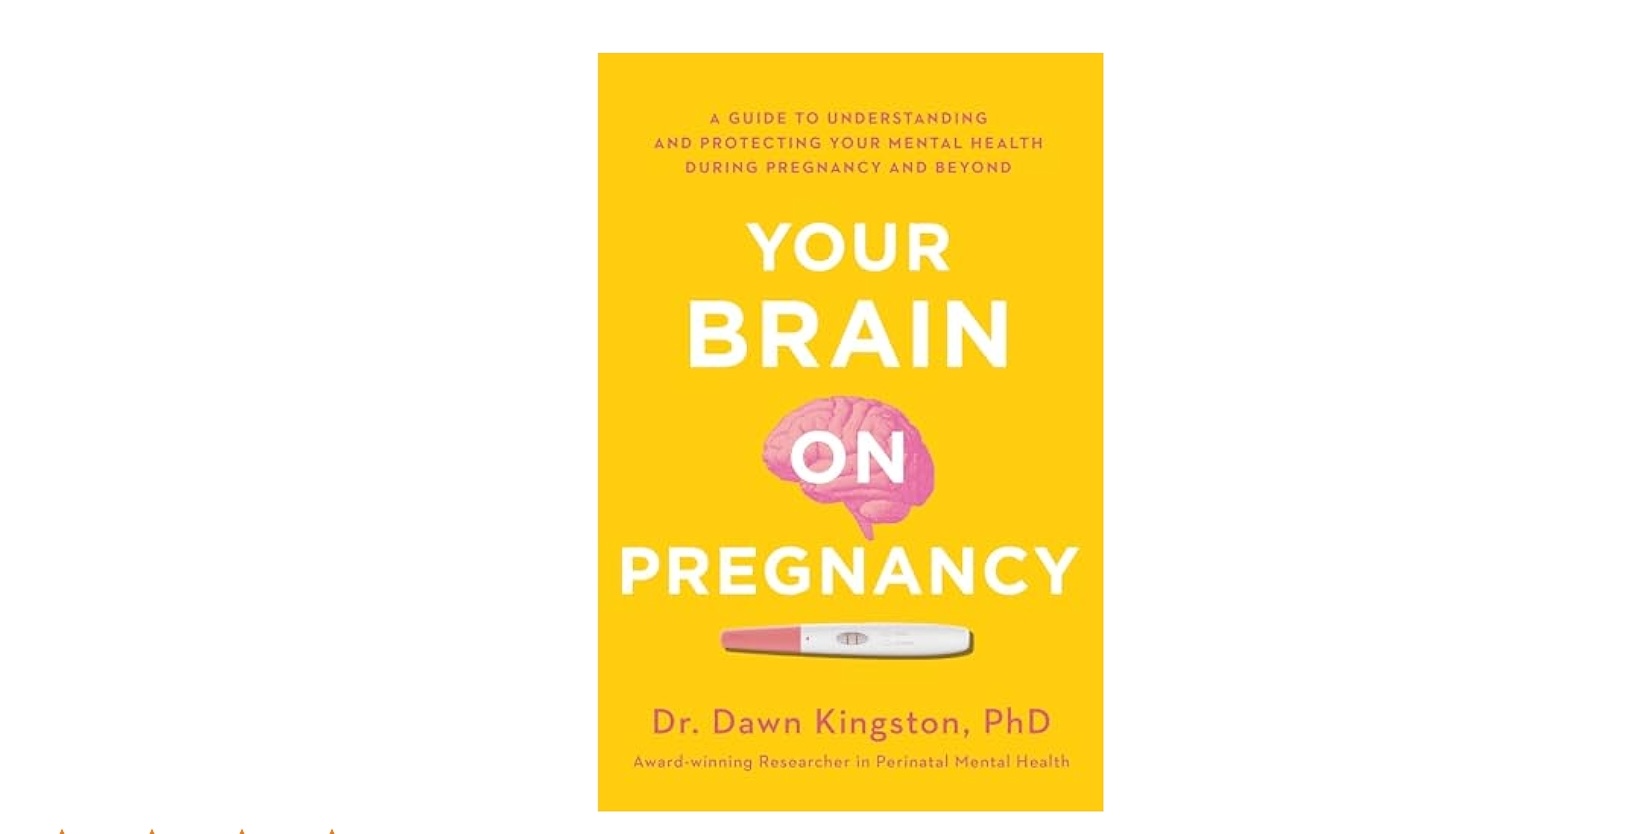 A GUIDE TO UNDERSTANDING
AND PROTECTING YOUR MENTAL HEALTH
DURING PREGNANCY AND BEYOND
YOUR
BRAIN
ON
PREGNANCY
Dr. Dawn Kingston, PhD
Award-winning Researcher in Perinatal Mental Health